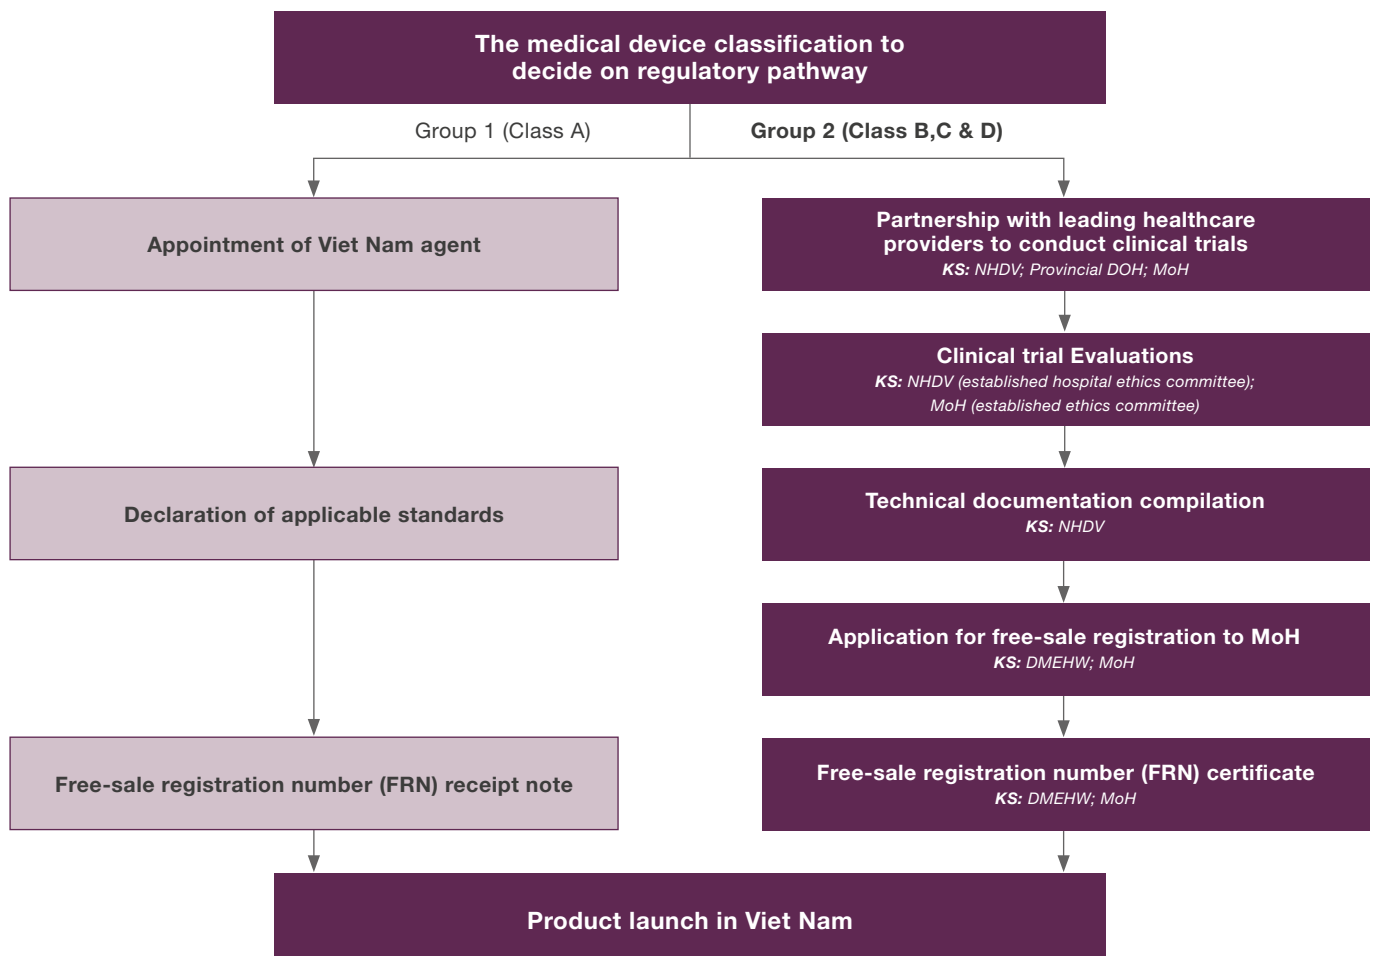 The medical device classification to
decide on regulatory pathway
Group 1 (Class A)
Group 2 (Class B,C & D)
Appointment of Viet Nam agent
Declaration of applicable standards
Free-sale registration number (FRN) receipt note
Partnership with leading healthcare
providers to conduct clinical trials
KS: NHDV; Provincial DOH; MoH
Clinical trial Evaluations
KS: NHDV (established hospital ethics committee);
MoH (established ethics committee)
Technical documentation compilation
KS: NHDV
Application for free-sale registration to MoH
KS: DMEHW; MoH
Free-sale registration number (FRN) certificate
KS: DMEHW; MoH
Product launch in Viet Nam